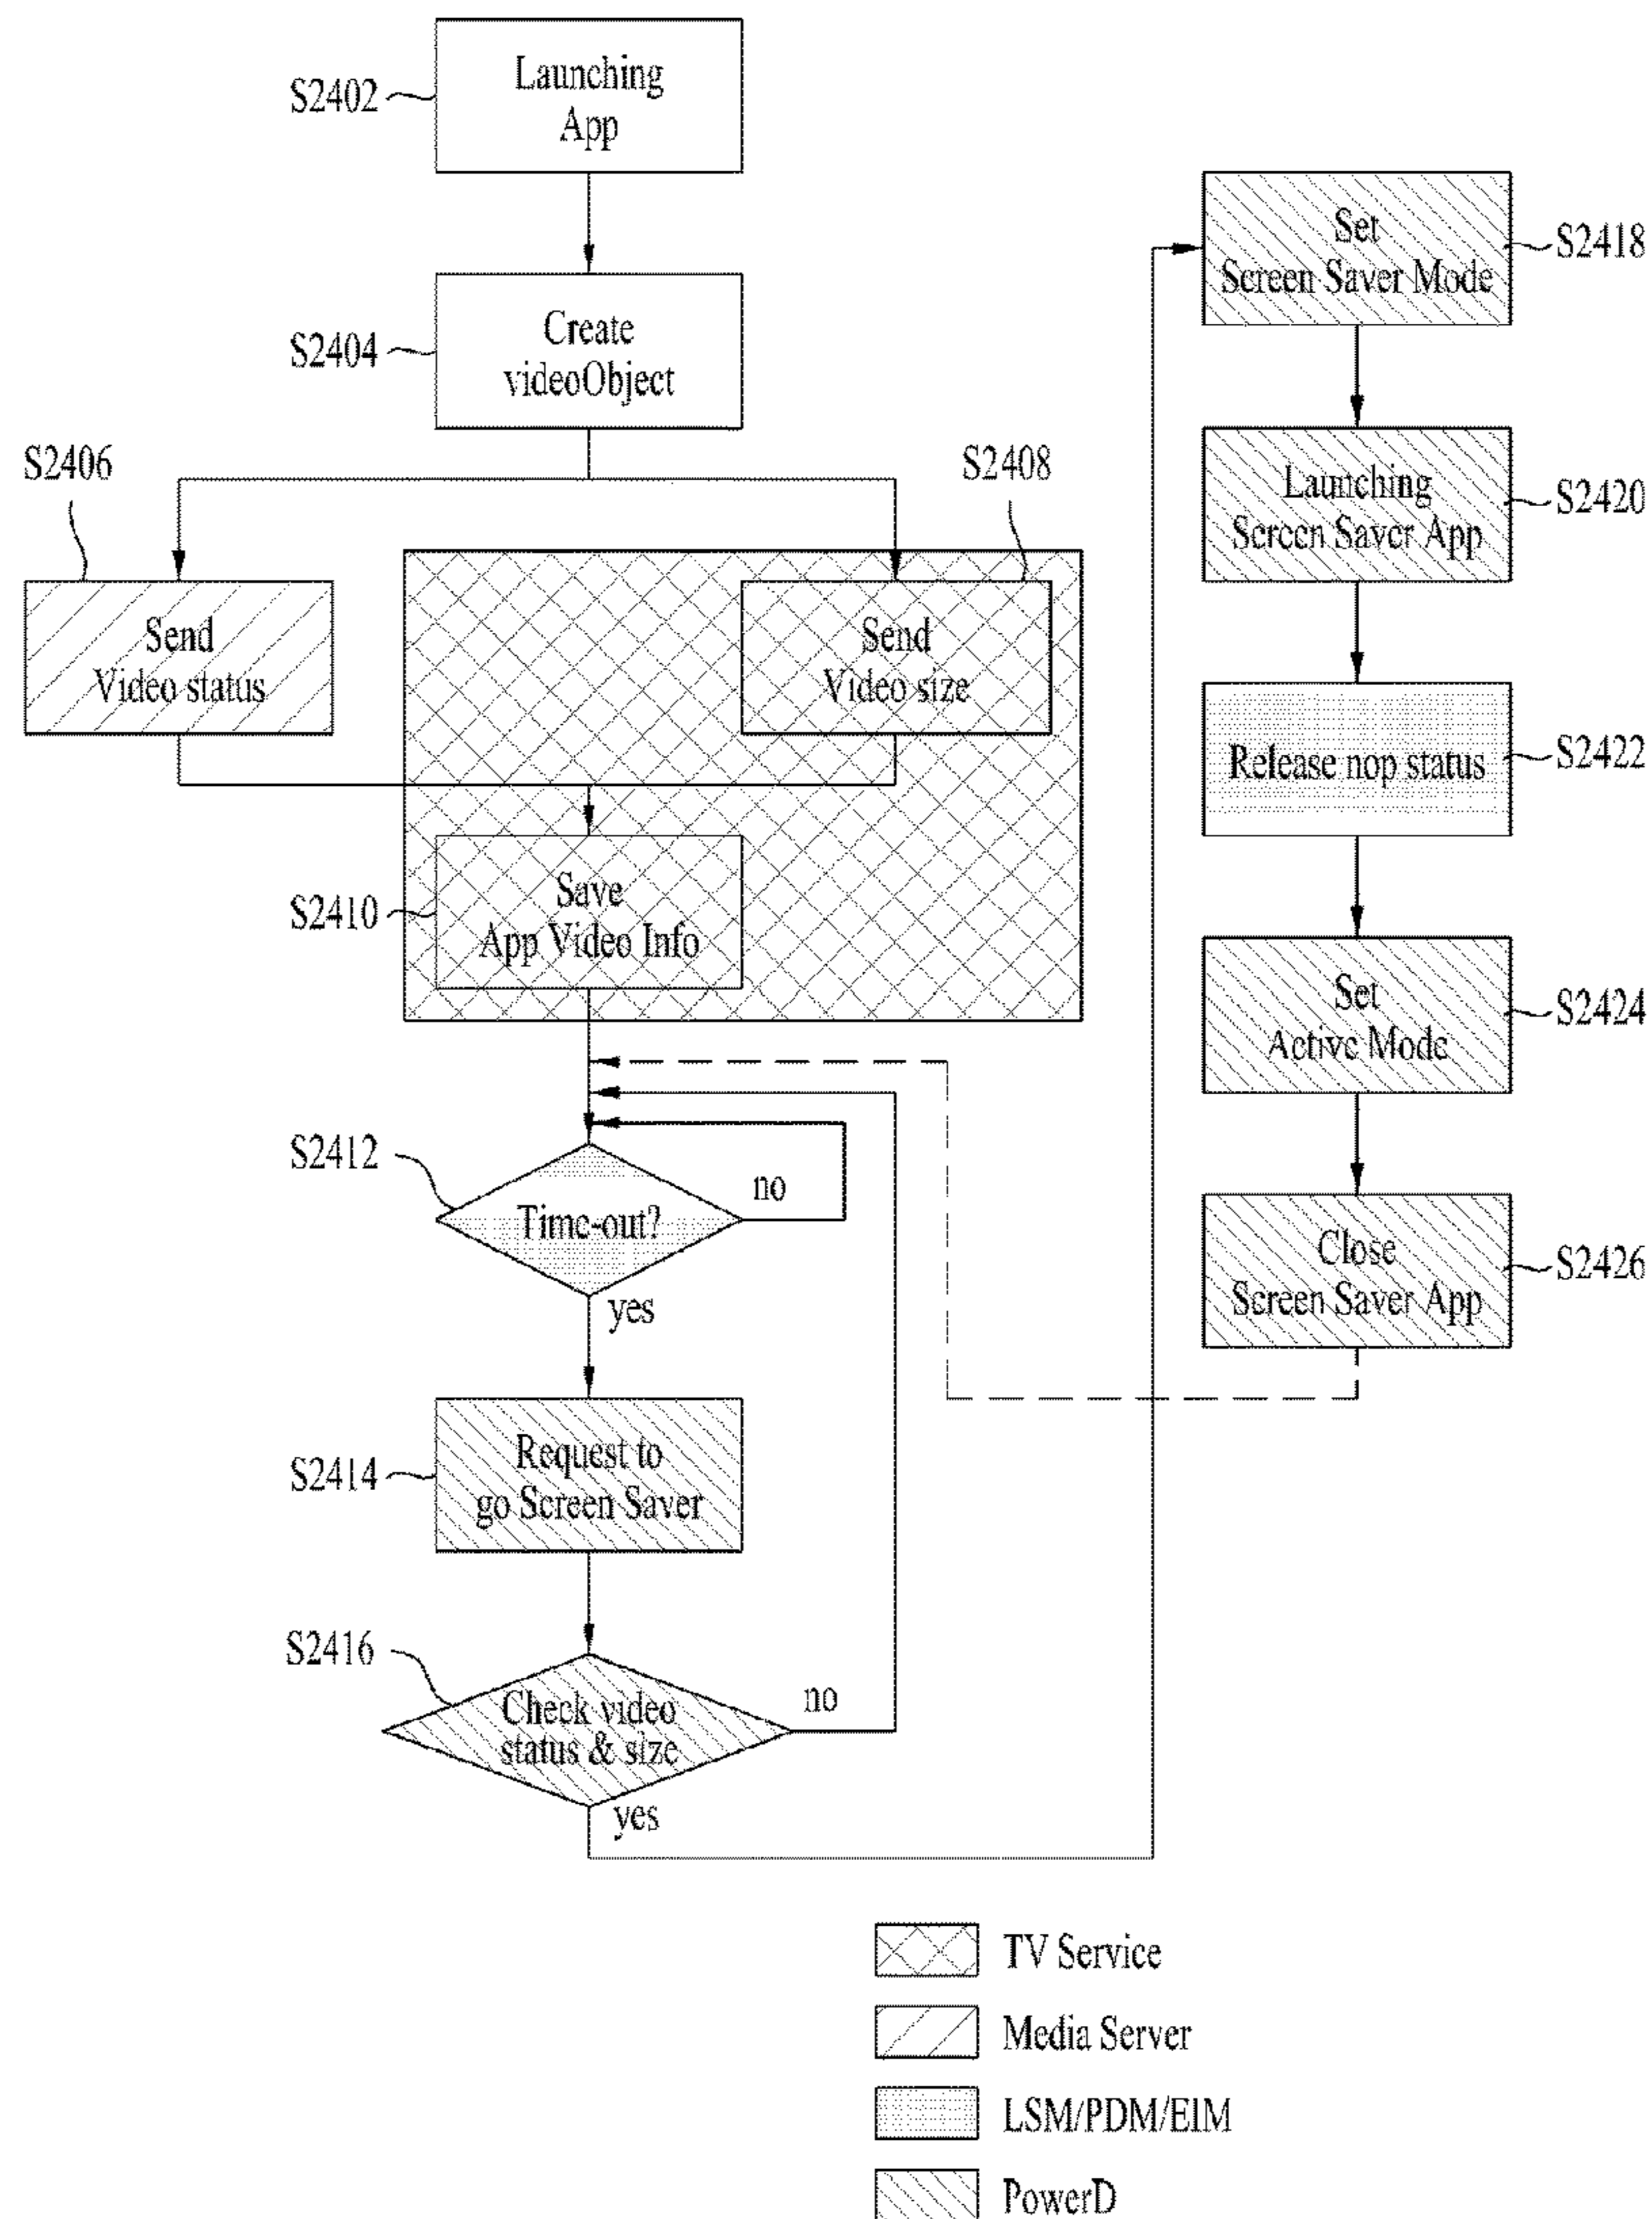 S2402
Launching
App
S2404
Create
videoObject
S2406
Send
Video status
S2408
Send
Video size
S2410
Save
App Video Info
S2412
Time-out?
no
yes
S2414
Request to
go Screen Saver
S2416
Check video
status & size
no
yes
Set
Screen Saver Mode
S2418
Launching
Screen Saver App
S2420
Release nop status
S2422
Set
Active Mode
S2424
Close
Screen Saver App
S2426
TV Service
Media Server
LSM/PDM/EIM
PowerD